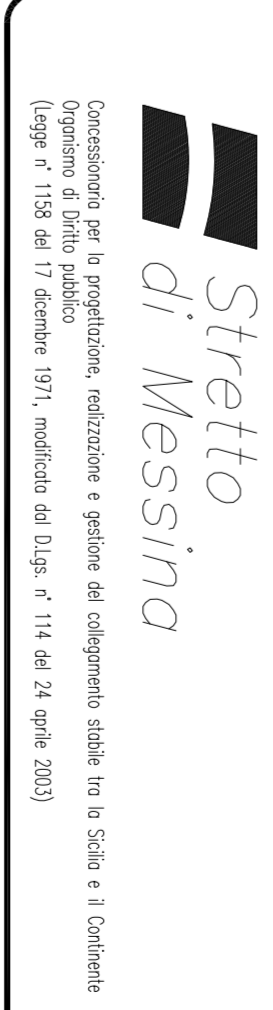 Stretto
di Messina
Concessionaria per la progettazione, realizzazione e gestione del collegamento stabile tra la Sicilia e il Continente
Organismo di Diritto pubblico
(Legge n° 1158 del 17 dicembre 1971, modificata dal D.Lgs. n° 114 del 24 aprile 2003)